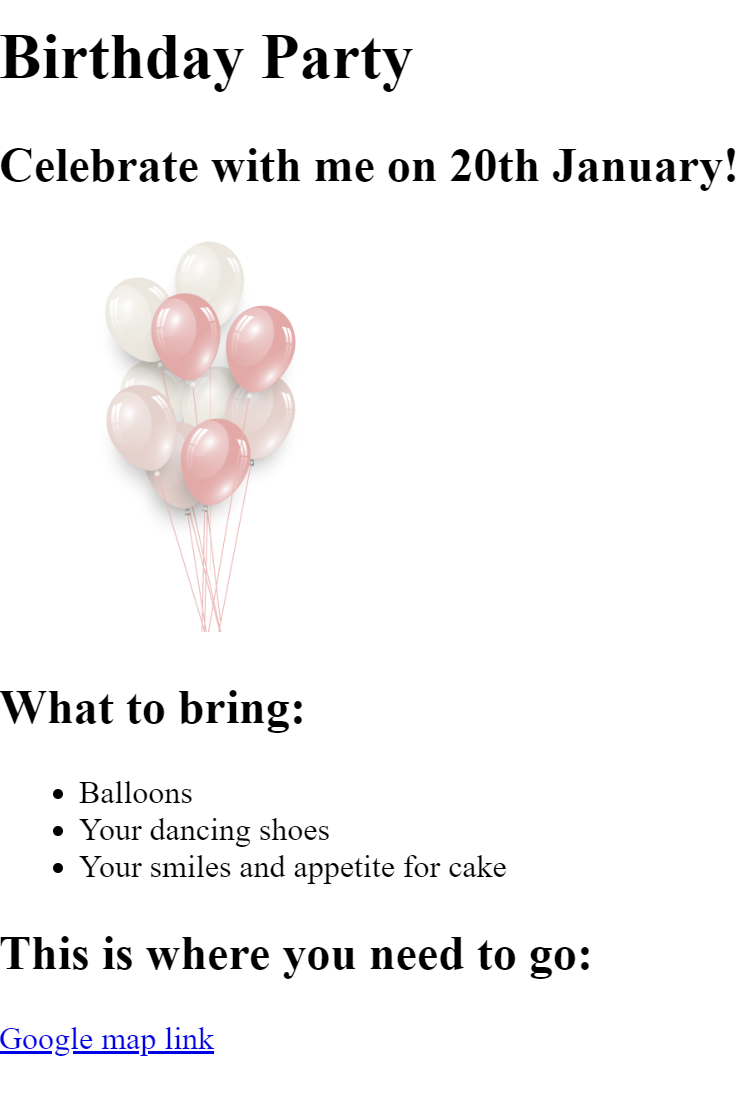 Birthday Party
Celebrate with me on 20th January!
What to bring:
Balloons
Your dancing shoes
Your smiles and appetite for cake
This is where you need to go:
Google map link